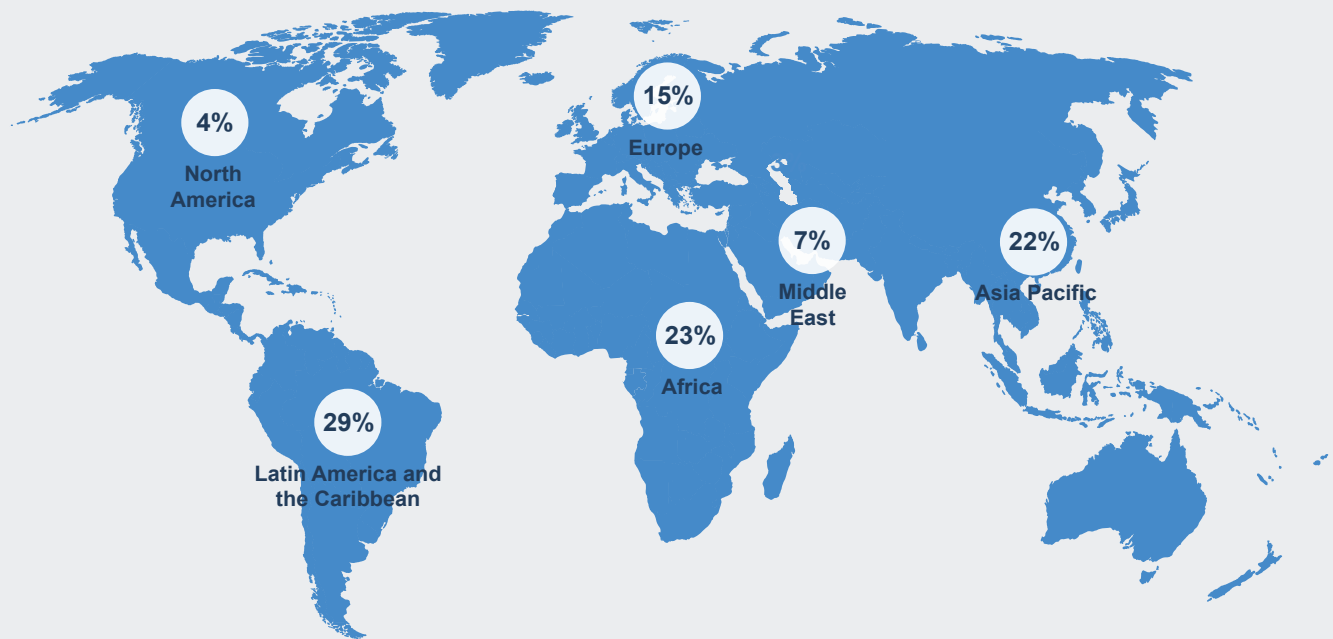 4%
North
America
15%
Europe
7%
Middle
East
22%
Asia Pacific
23%
Africa
29%
Latin America and
the Caribbean